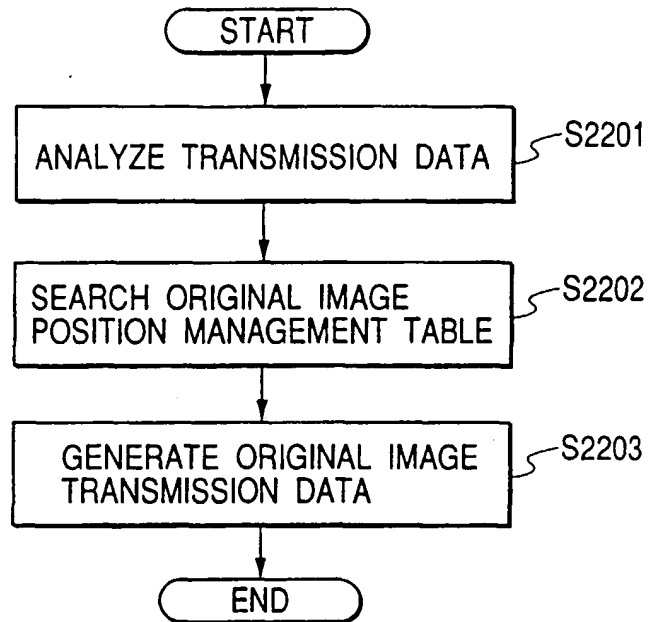 START
ANALYZE TRANSMISSION DATA
S2201
SEARCH ORIGINAL IMAGE
POSITION MANAGEMENT TABLE
S2202
GENERATE ORIGINAL IMAGE
TRANSMISSION DATA
S2203
END